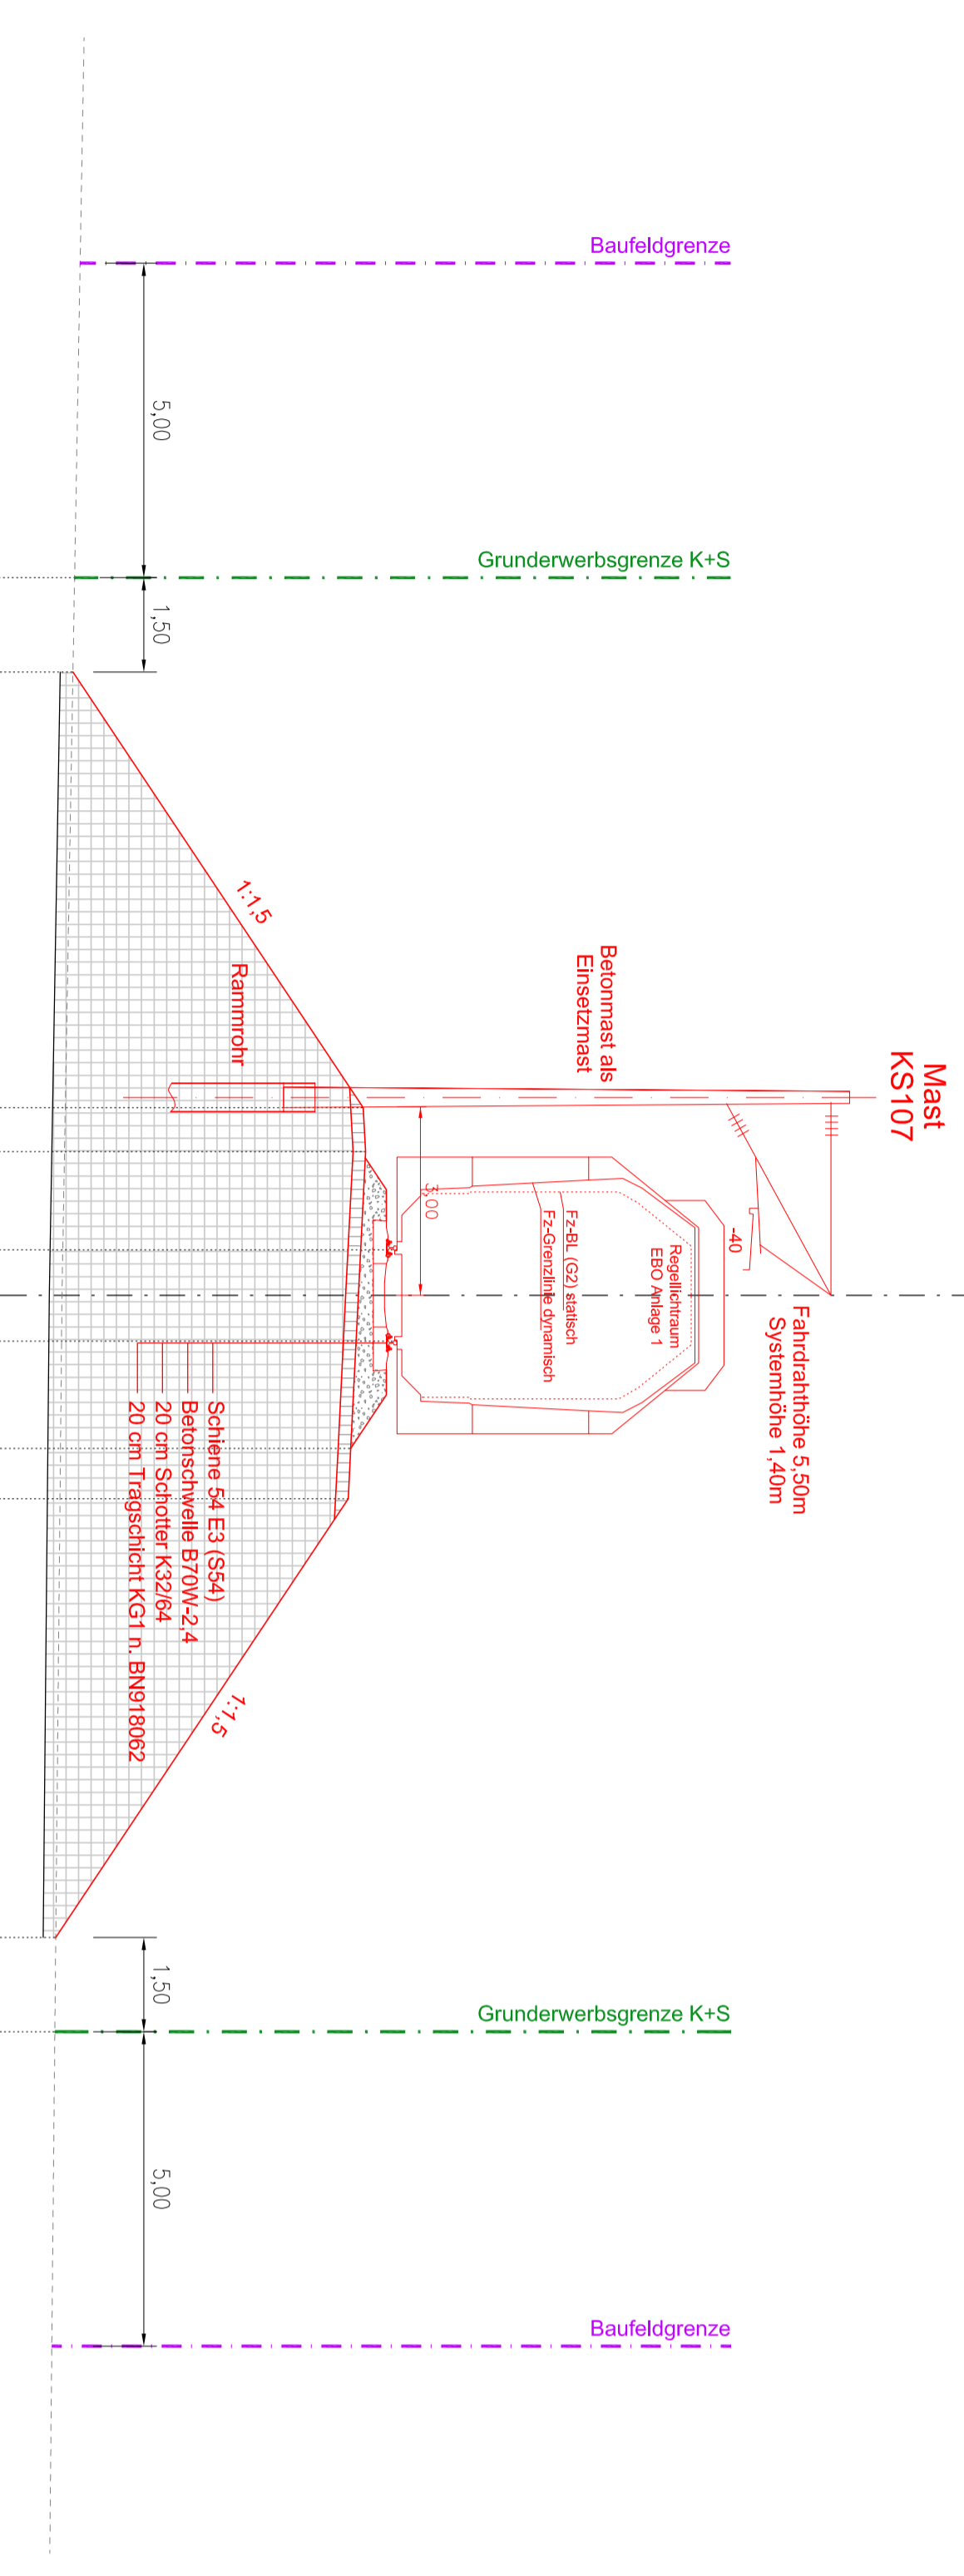 Mast
KS107
Fahrdrahthöhe 5,50m
Systemhöhe 1,40m
-40
Regellichtraum
EBO Anlage 1
Betonmast als
Einsetzmast
Fz-BL (G2) statisch
Fz-Grenzlinie dynamisch
3,00
Baufeldgrenze
Grunderwerbsgrenze K+S
Grunderwerbsgrenze K+S
Baufeldgrenze
1:1,5
Rammrohr
Schiene 54 E3 (S54)
Betonschwelle B70W-2,4
20 cm Schotter K32/64
20 cm Tragschicht KG1 n. BN918062
1:1,5
5,00
1,50
1,50
5,00